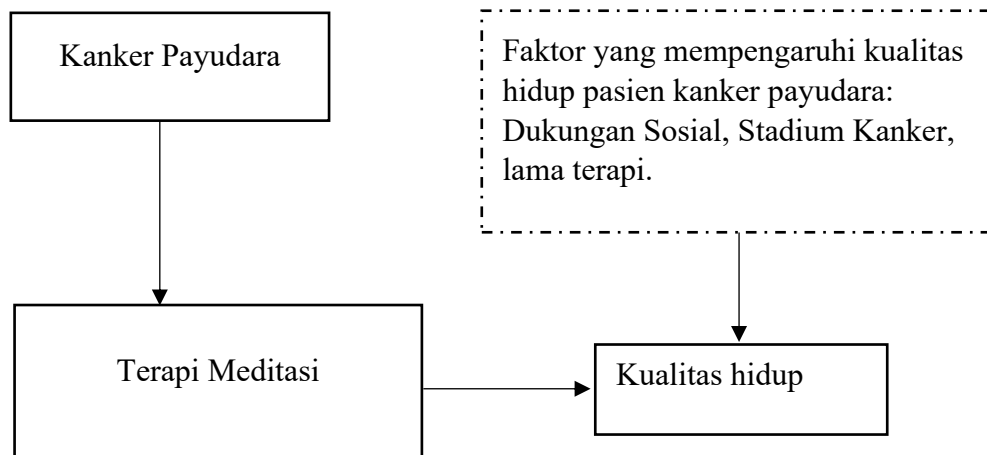 Kanker Payudara
Faktor yang mempengaruhi kualitas
hidup pasien kanker payudara:
Dukungan Sosial, Stadium Kanker,
lama terapi.
Terapi Meditasi
Kualitas hidup